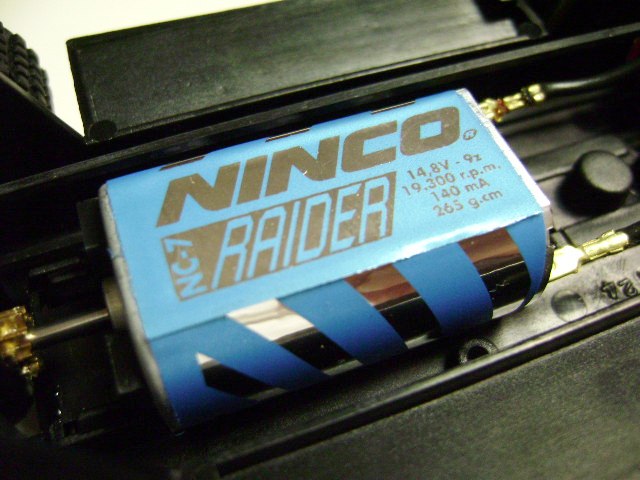 NINCO®
NC-7 RAIDER
14,8V - 9z
19.300 r.p.m.
140 mA
265 g.cm